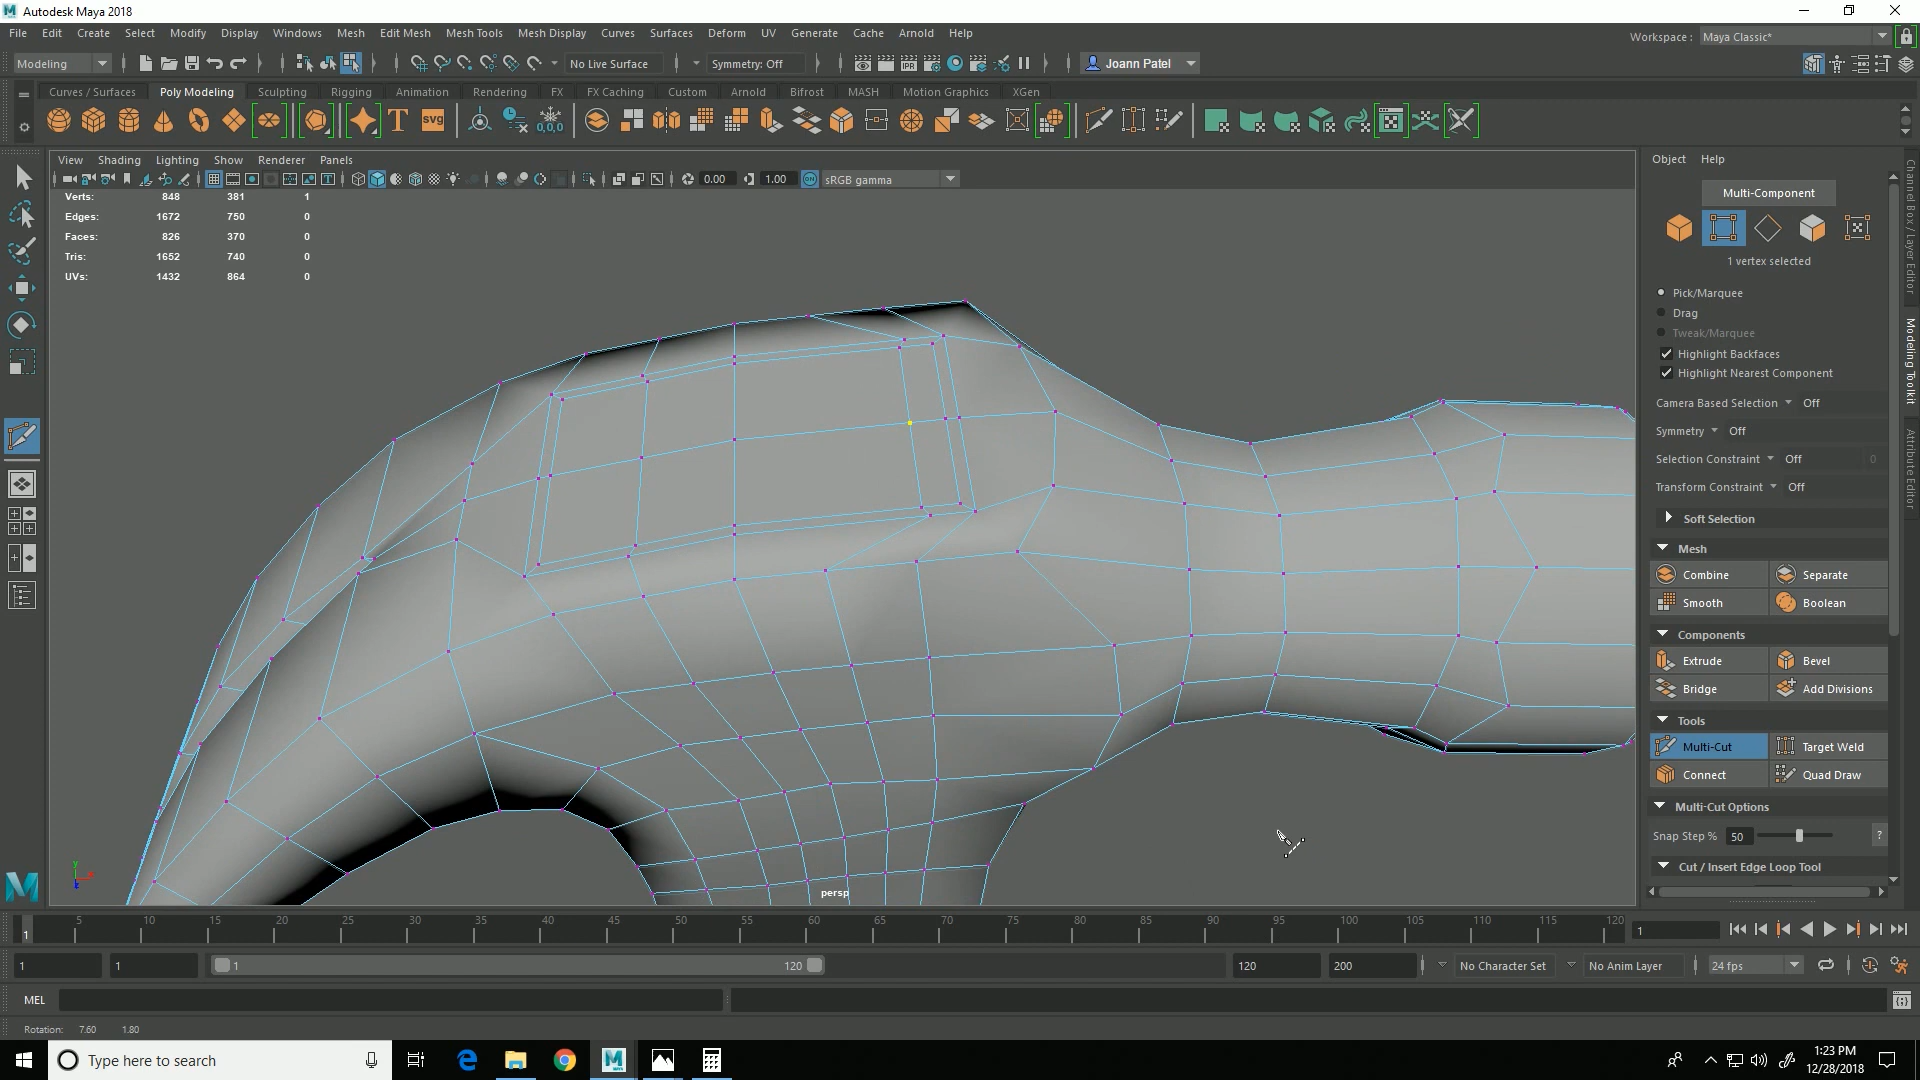 Autodesk Maya 2018
File Edit Create Select Modify Display Windows Mesh Edit Mesh Mesh Tools Mesh Display Curves Surfaces Deform UV Generate Cache Arnold Help
Workspace : Maya Classic*
Modeling No Live Surface Symmetry: Off Joann Patel
IPR
Curves / Surfaces Poly Modeling Sculpting Rigging Animation Rendering FX FX Caching Custom Arnold Bifrost MASH Motion Graphics XGen
T SVG 0,0,0
View Shading Lighting Show Renderer Panels
0.00 1.00 ON sRGB gamma
Verts: 848 381 1
Edges: 1672 750 0
Faces: 826 370 0
Tris: 1652 740 0
UVs: 1432 864 0
persp
Object Help
Multi-Component
1 vertex selected
Pick/Marquee
Drag
Tweak/Marquee
Highlight Backfaces
Highlight Nearest Component
Camera Based Selection Off
Symmetry Off
Selection Constraint Off 0
Transform Constraint Off
Soft Selection
Mesh
Combine Separate
Smooth Boolean
Components
Extrude Bevel
Bridge Add Divisions
Tools
Multi-Cut Target Weld
Connect Quad Draw
Multi-Cut Options
Snap Step % 50 ?
Cut / Insert Edge Loop Tool
Channel Box / Layer Editor
Modeling Toolkit
Attribute Editor
1 5 10 15 20 25 30 35 40 45 50 55 60 65 70 75 80 85 90 95 100 105 110 115 120 1
1 1 1 120 120 200 No Character Set No Anim Layer 24 fps
MEL
Rotation: 7.60 1.80
Type here to search
1:23 PM
12/28/2018